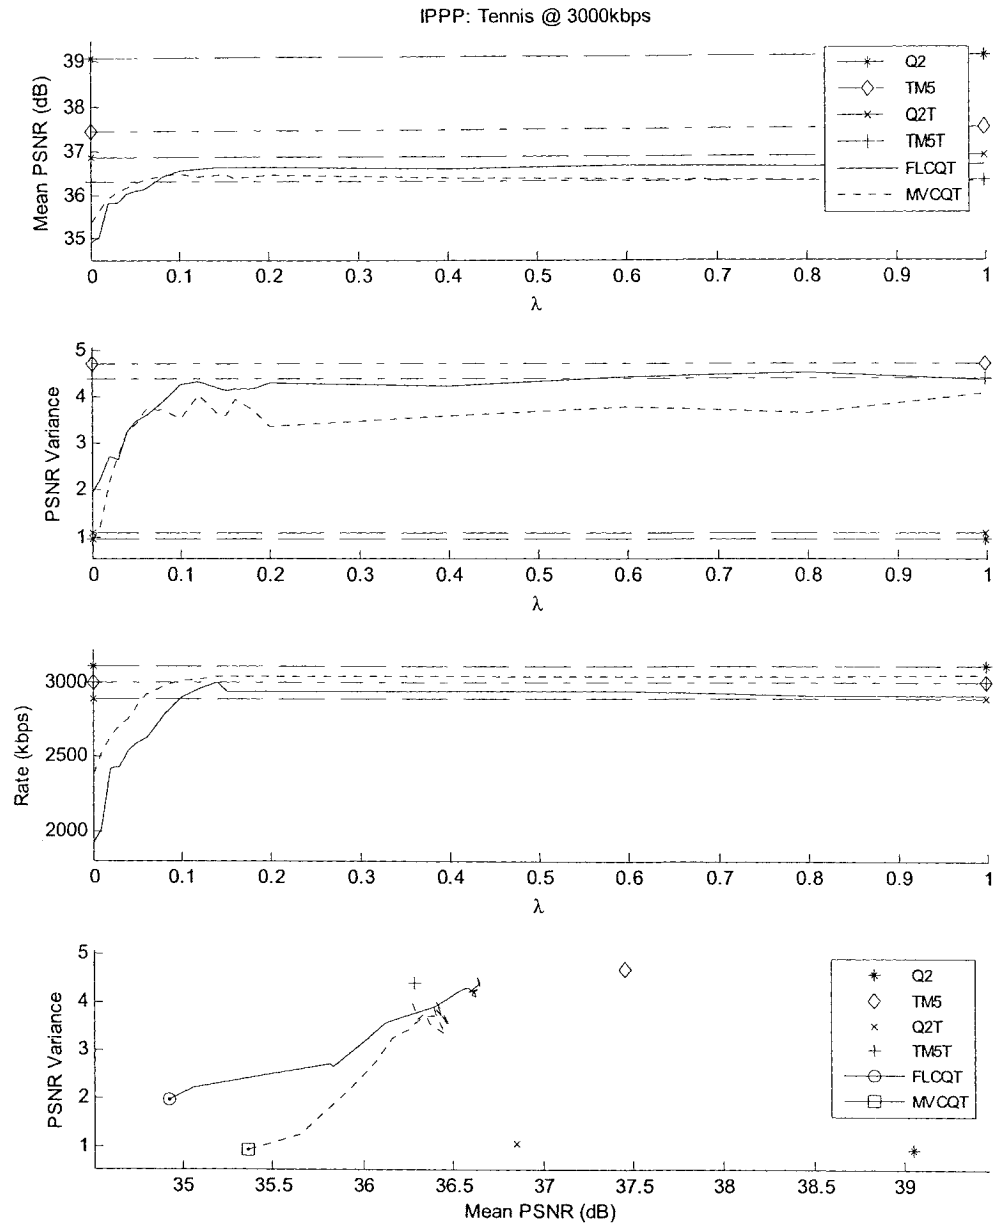 IPPP: Tennis @ 3000kbps
Mean PSNR (dB)
39
38
37
36
35
0 0.1 0.2 0.3 0.4 0.5 0.6 0.7 0.8 0.9 1
λ
Q2
TM5
Q2T
TM5T
FLCQT
MVCQT
PSNR Variance
5
4
3
2
1
0 0.1 0.2 0.3 0.4 0.5 0.6 0.7 0.8 0.9 1
λ
Rate (kbps)
3000
2500
2000
0 0.1 0.2 0.3 0.4 0.5 0.6 0.7 0.8 0.9 1
λ
PSNR Variance
5
4
3
2
1
35 35.5 36 36.5 37 37.5 38 38.5 39
Mean PSNR (dB)
Q2
TM5
Q2T
TM5T
FLCQT
MVCQT